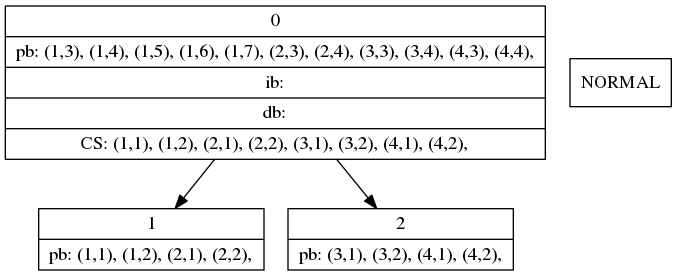 0
pb: (1,3), (1,4), (1,5), (1,6), (1,7), (2,3), (2,4), (3,3), (3,4), (4,3), (4,4),
ib:
db:
CS: (1,1), (1,2), (2,1), (2,2), (3,1), (3,2), (4,1), (4,2),
NORMAL
1
pb: (1,1), (1,2), (2,1), (2,2),
2
pb: (3,1), (3,2), (4,1), (4,2),